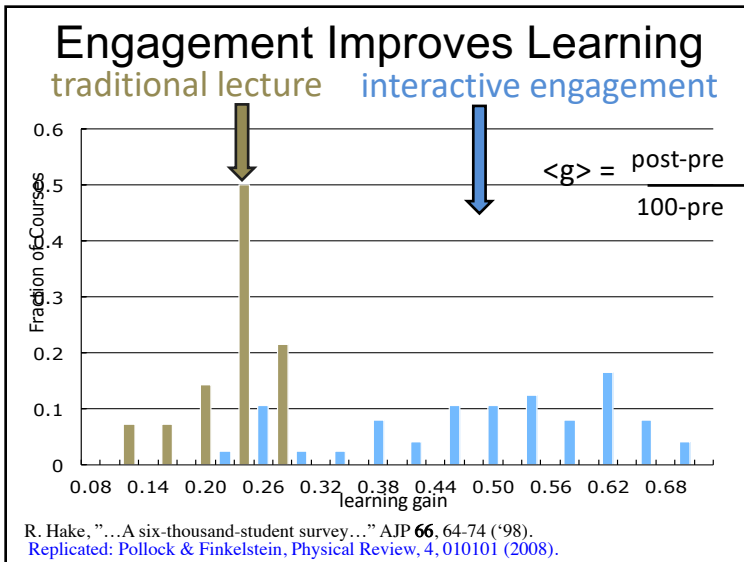 Engagement Improves Learning
traditional lecture interactive engagement
<g> = post-pre
100-pre
Fraction of Courses
0.6
0.5
0.4
0.3
0.2
0.1
0
0.08 0.14 0.20 0.26 0.32 0.38 0.44 0.50 0.56 0.62 0.68
learning gain
R. Hake, ”…A six-thousand-student survey…” AJP 66, 64-74 (‘98).
Replicated: Pollock & Finkelstein, Physical Review, 4, 010101 (2008).